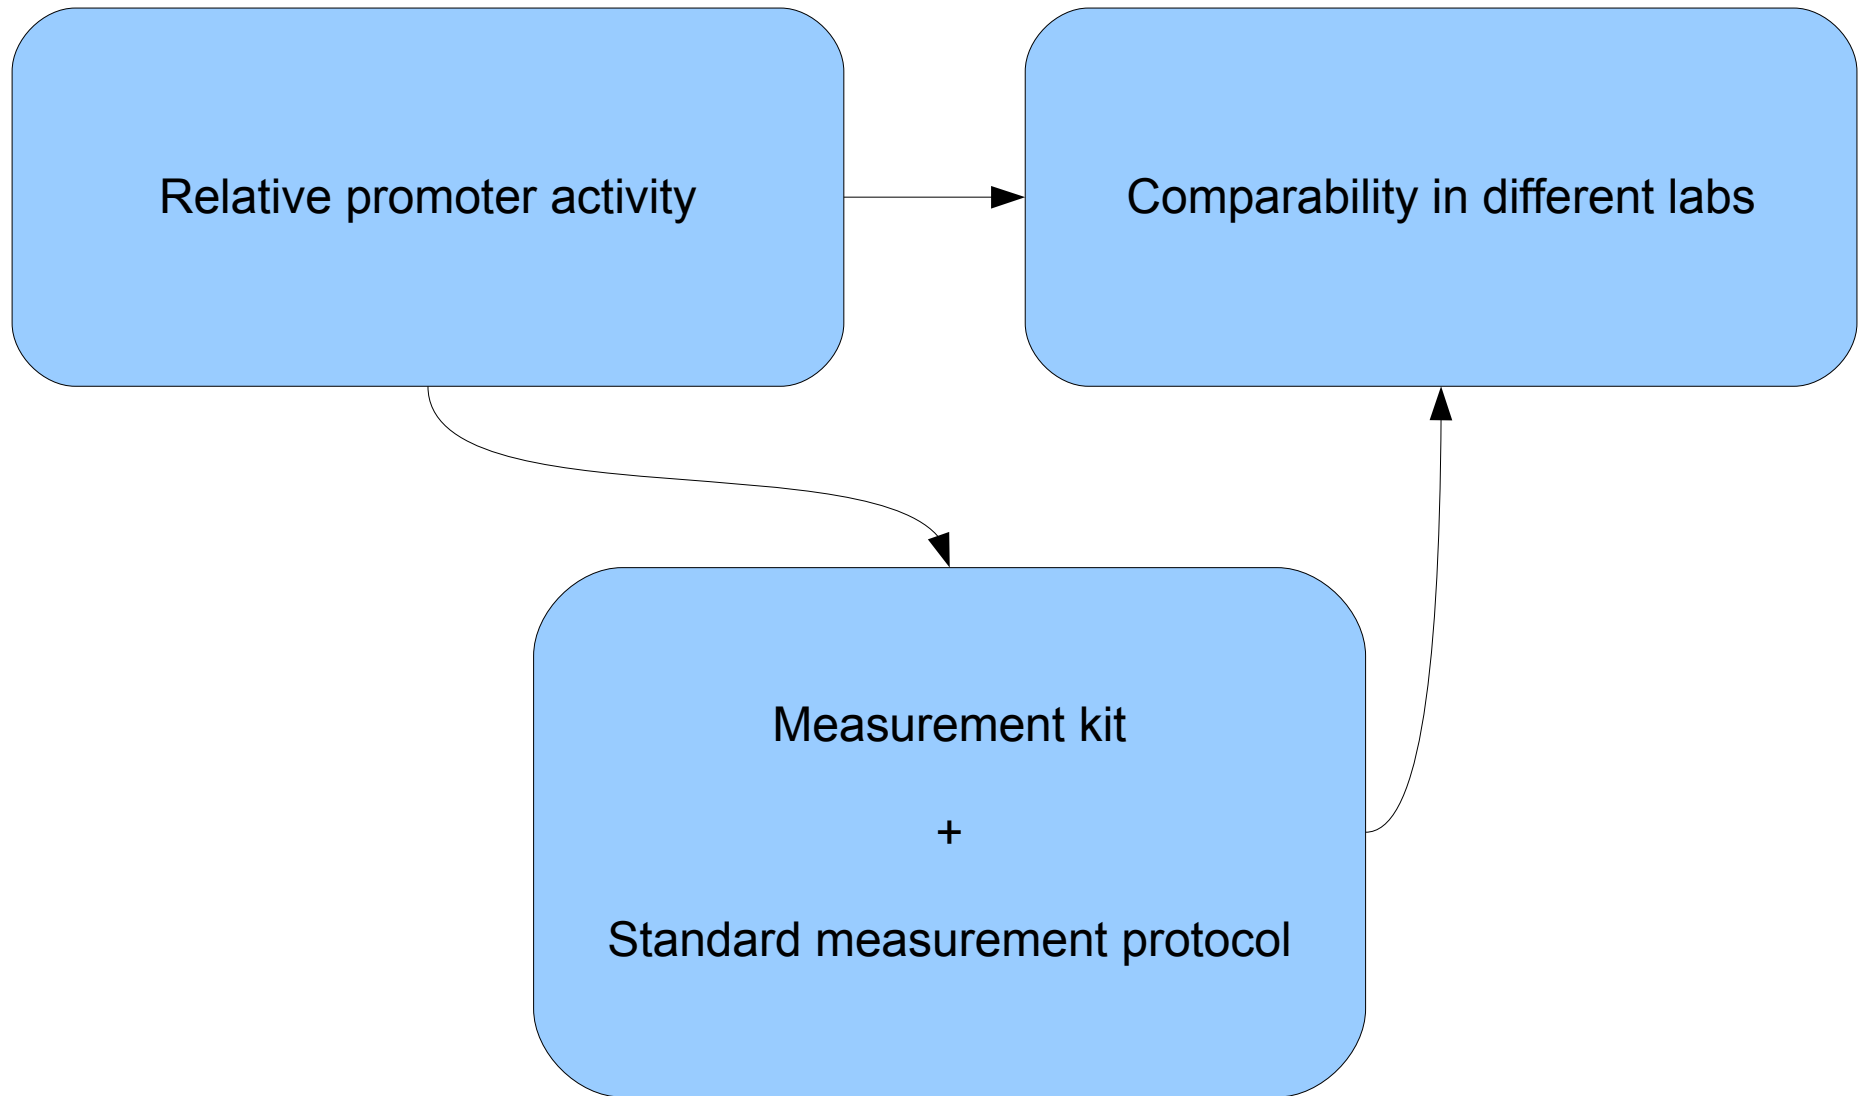 Relative promoter activity
Comparability in different labs
Measurement kit
+
Standard measurement protocol